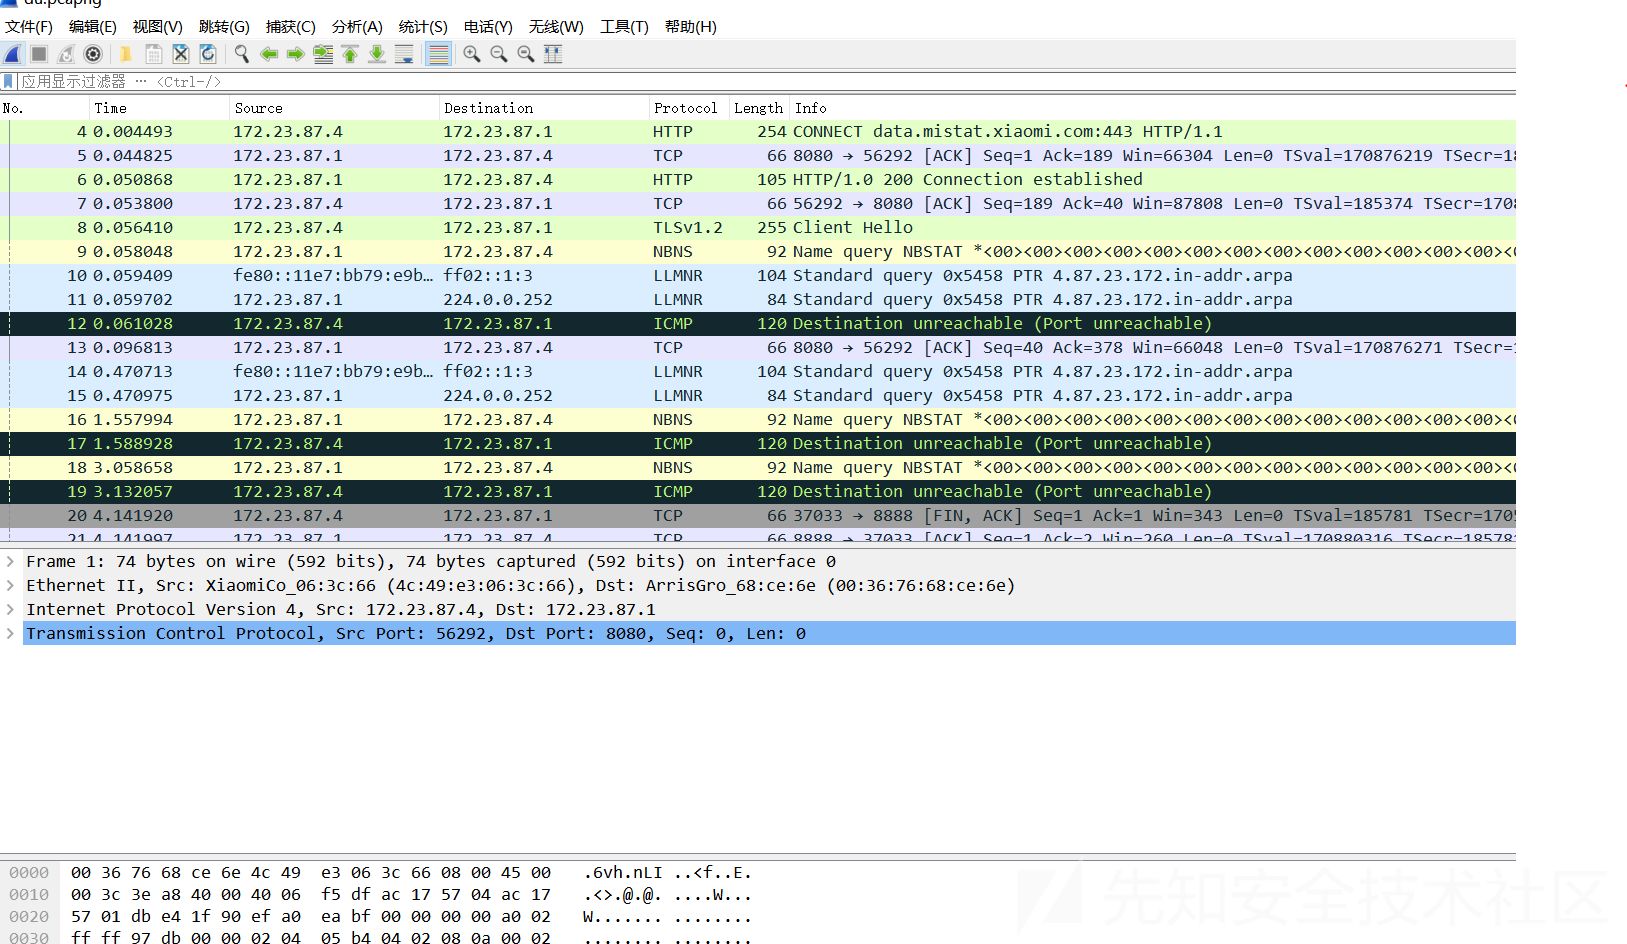 du.pcapng
文件(F) 编辑(E) 视图(V) 跳转(G) 捕获(C) 分析(A) 统计(S) 电话(Y) 无线(W) 工具(T) 帮助(H)
应用显示过滤器 … <Ctrl-/>
No. Time Source Destination Protocol Length Info
4 0.004493 172.23.87.4 172.23.87.1 HTTP 254 CONNECT data.mistat.xiaomi.com:443 HTTP/1.1
5 0.044825 172.23.87.1 172.23.87.4 TCP 66 8080 → 56292 [ACK] Seq=1 Ack=189 Win=66304 Len=0 TSval=170876219 TSecr=18
6 0.050868 172.23.87.1 172.23.87.4 HTTP 105 HTTP/1.0 200 Connection established
7 0.053800 172.23.87.4 172.23.87.1 TCP 66 56292 → 8080 [ACK] Seq=189 Ack=40 Win=87808 Len=0 TSval=185374 TSecr=1708
8 0.056410 172.23.87.4 172.23.87.1 TLSv1.2 255 Client Hello
9 0.058048 172.23.87.1 172.23.87.4 NBNS 92 Name query NBSTAT *<00><00><00><00><00><00><00><00><00><00><00><00><00><0
10 0.059409 fe80::11e7:bb79:e9b… ff02::1:3 LLMNR 104 Standard query 0x5458 PTR 4.87.23.172.in-addr.arpa
11 0.059702 172.23.87.1 224.0.0.252 LLMNR 84 Standard query 0x5458 PTR 4.87.23.172.in-addr.arpa
12 0.061028 172.23.87.4 172.23.87.1 ICMP 120 Destination unreachable (Port unreachable)
13 0.096813 172.23.87.1 172.23.87.4 TCP 66 8080 → 56292 [ACK] Seq=40 Ack=378 Win=66048 Len=0 TSval=170876271 TSecr=1
14 0.470713 fe80::11e7:bb79:e9b… ff02::1:3 LLMNR 104 Standard query 0x5458 PTR 4.87.23.172.in-addr.arpa
15 0.470975 172.23.87.1 224.0.0.252 LLMNR 84 Standard query 0x5458 PTR 4.87.23.172.in-addr.arpa
16 1.557994 172.23.87.1 172.23.87.4 NBNS 92 Name query NBSTAT *<00><00><00><00><00><00><00><00><00><00><00><00><00><0
17 1.588928 172.23.87.4 172.23.87.1 ICMP 120 Destination unreachable (Port unreachable)
18 3.058658 172.23.87.1 172.23.87.4 NBNS 92 Name query NBSTAT *<00><00><00><00><00><00><00><00><00><00><00><00><00><0
19 3.132057 172.23.87.4 172.23.87.1 ICMP 120 Destination unreachable (Port unreachable)
20 4.141920 172.23.87.4 172.23.87.1 TCP 66 37033 → 8888 [FIN, ACK] Seq=1 Ack=1 Win=343 Len=0 TSval=185781 TSecr=1705
21 4.141997 172.23.87.1 172.23.87.4 TCP 66 8888 → 37033 [ACK] Seq=1 Ack=2 Win=260 Len=0 TSval=170880316 TSecr=18578
Frame 1: 74 bytes on wire (592 bits), 74 bytes captured (592 bits) on interface 0
Ethernet II, Src: XiaomiCo_06:3c:66 (4c:49:e3:06:3c:66), Dst: ArrisGro_68:ce:6e (00:36:76:68:ce:6e)
Internet Protocol Version 4, Src: 172.23.87.4, Dst: 172.23.87.1
Transmission Control Protocol, Src Port: 56292, Dst Port: 8080, Seq: 0, Len: 0
0000 00 36 76 68 ce 6e 4c 49 e3 06 3c 66 08 00 45 00 .6vh.nLI ..<f..E.
0010 00 3c 3e a8 40 00 40 06 f5 df ac 17 57 04 ac 17 .<>.@.@. ....W...
0020 57 01 db e4 1f 90 ef a0 ea bf 00 00 00 00 a0 02 W....... ........
0030 ff ff 97 db 00 00 02 04 05 b4 04 02 08 0a 00 02 ........ ........
先知安全技术社区